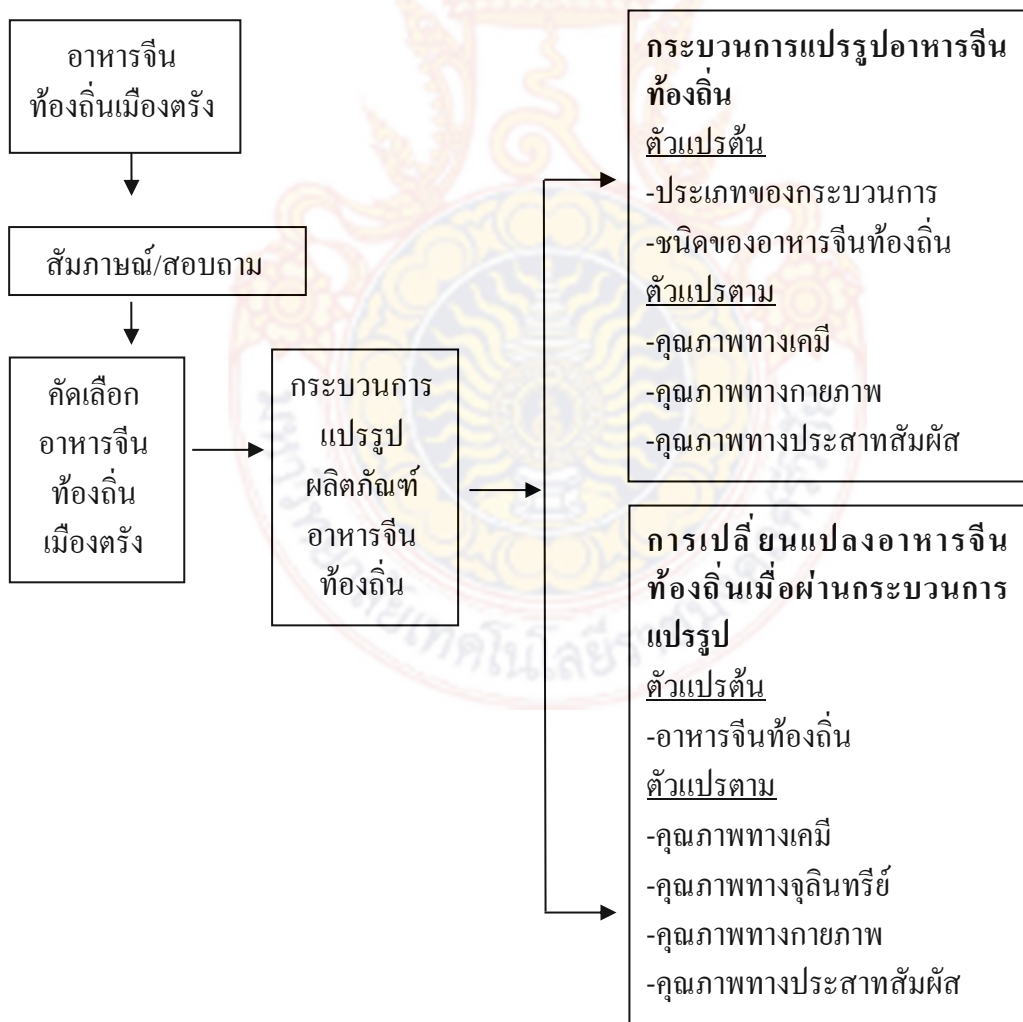 อาหารจีน
ท้องถิ่นเมืองตรัง
สัมภาษณ์/สอบถาม
คัดเลือก
อาหารจีน
ท้องถิ่น
เมืองตรัง
กระบวนการ
แปรรูป
ผลิตภัณฑ์
อาหารจีน
ท้องถิ่น
กระบวนการแปรรูปอาหารจีน
ท้องถิ่น
ตัวแปรต้น
-ประเภทของกระบวนการ
-ชนิดของอาหารจีนท้องถิ่น
ตัวแปรตาม
-คุณภาพทางเคมี
-คุณภาพทางกายภาพ
-คุณภาพทางประสาทสัมผัส
การเปลี่ยนแปลงอาหารจีน
ท้องถิ่นเมื่อผ่านกระบวนการ
แปรรูป
ตัวแปรต้น
-อาหารจีนท้องถิ่น
ตัวแปรตาม
-คุณภาพทางเคมี
-คุณภาพทางจุลินทรีย์
-คุณภาพทางกายภาพ
-คุณภาพทางประสาทสัมผัส